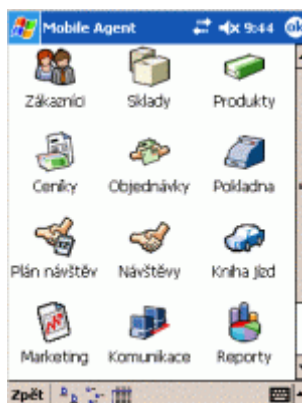 Mobile Agent 9:44 ok
Zákazníci Sklady Produkty
Ceníky Objednávky Pokladna
Plán návštěv Návštěvy Kniha jízd
Marketing Komunikace Reporty
Zpět